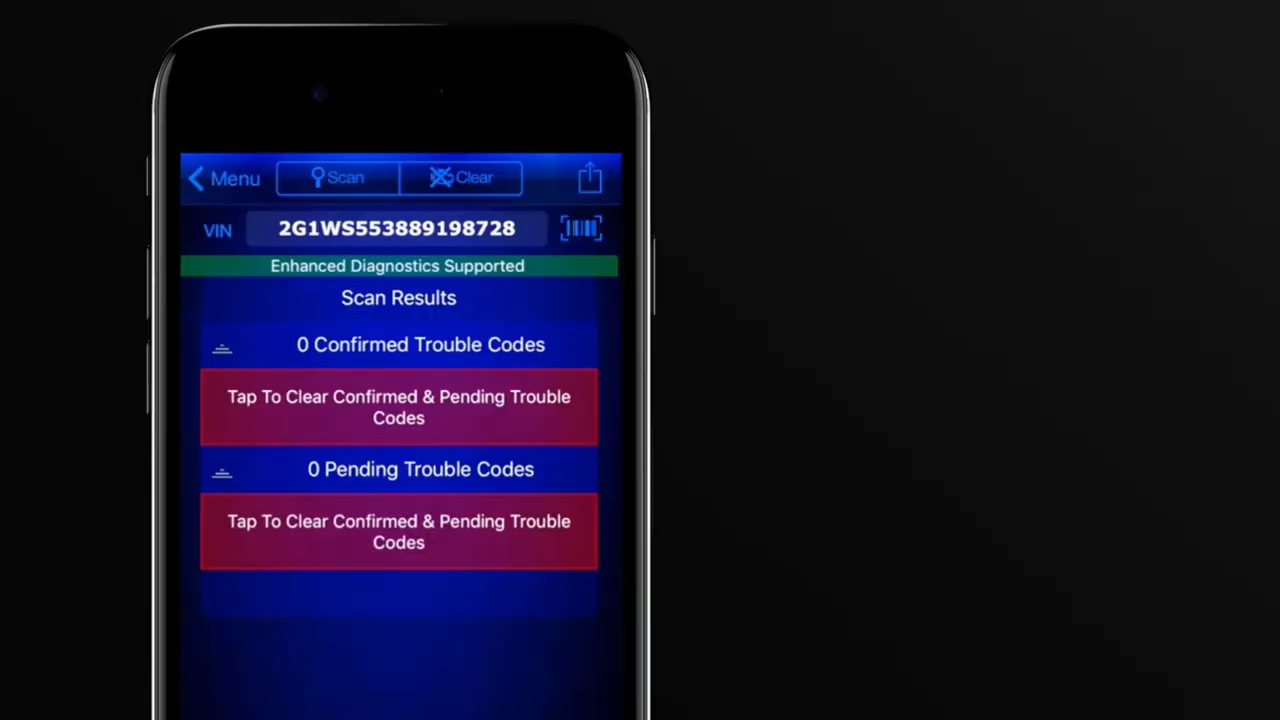 Menu
Scan
Clear
VIN
2G1WS553889198728
Enhanced Diagnostics Supported
Scan Results
0 Confirmed Trouble Codes
Tap To Clear Confirmed & Pending Trouble
Codes
0 Pending Trouble Codes
Tap To Clear Confirmed & Pending Trouble
Codes